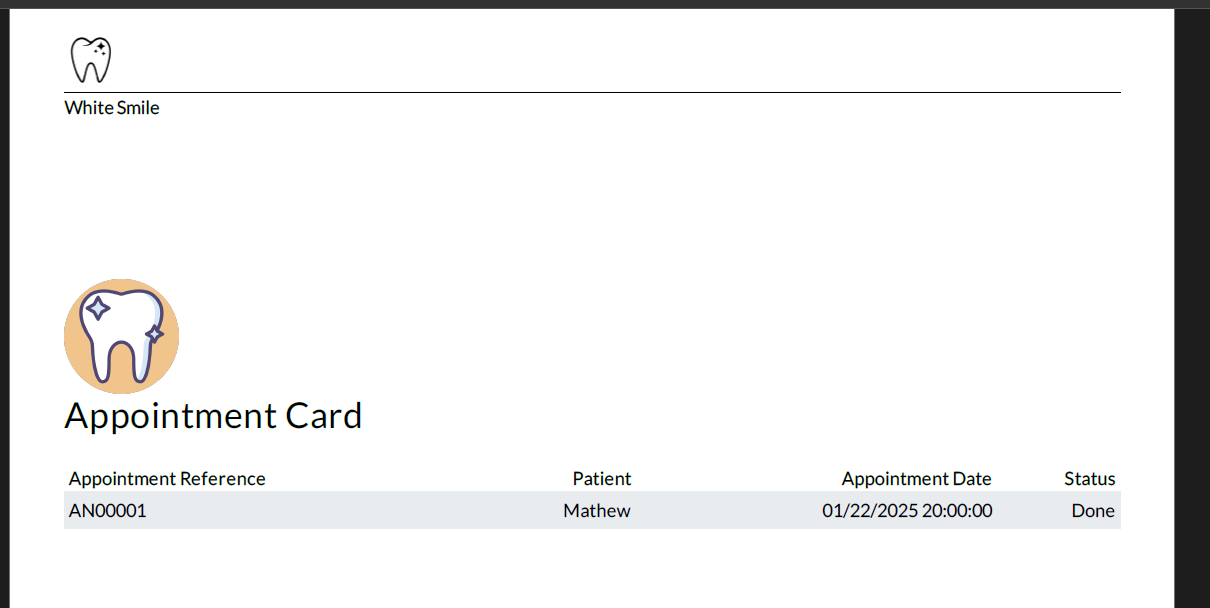 White Smile
Appointment Card
Appointment Reference Patient Appointment Date Status
AN00001 Mathew 01/22/2025 20:00:00 Done